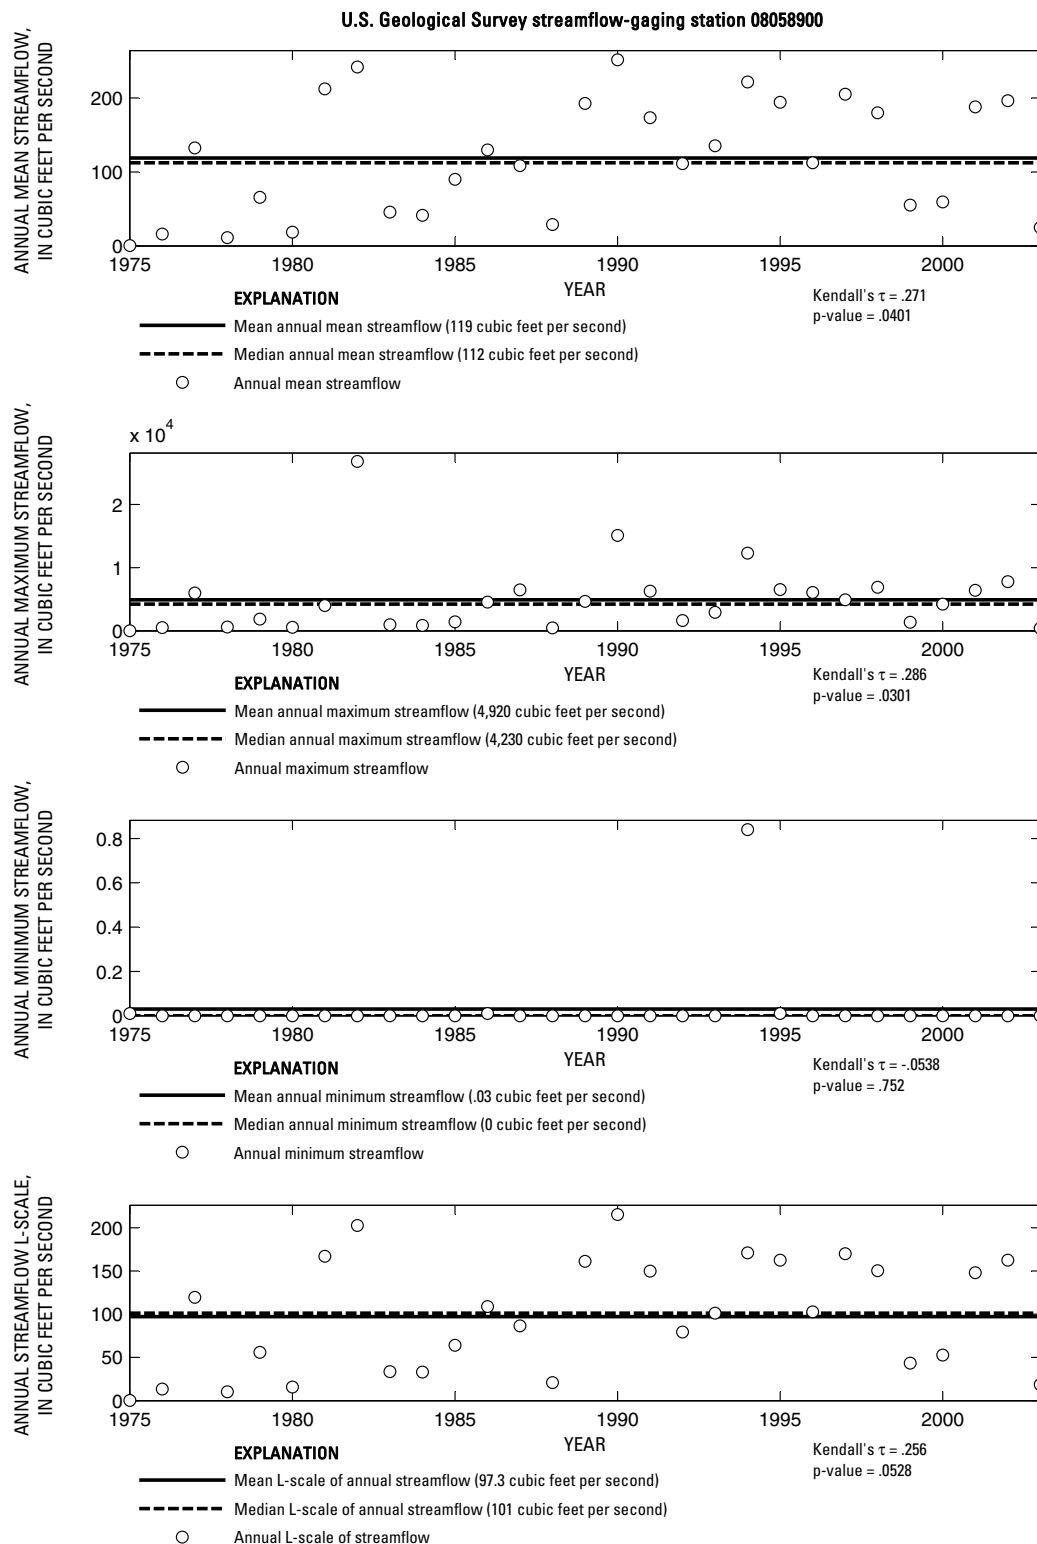 U.S. Geological Survey streamflow-gaging station 08058900
ANNUAL MEAN STREAMFLOW,
IN CUBIC FEET PER SECOND
200
100
0
1975 1980 1985 1990 1995 2000
YEAR
Kendall's τ = .271
p-value = .0401
EXPLANATION
Mean annual mean streamflow (119 cubic feet per second)
Median annual mean streamflow (112 cubic feet per second)
Annual mean streamflow
ANNUAL MAXIMUM STREAMFLOW,
IN CUBIC FEET PER SECOND
x 10^4
2
1
0
1975 1980 1985 1990 1995 2000
YEAR
Kendall's τ = .286
p-value = .0301
EXPLANATION
Mean annual maximum streamflow (4,920 cubic feet per second)
Median annual maximum streamflow (4,230 cubic feet per second)
Annual maximum streamflow
ANNUAL MINIMUM STREAMFLOW,
IN CUBIC FEET PER SECOND
0.8
0.6
0.4
0.2
0
1975 1980 1985 1990 1995 2000
YEAR
Kendall's τ = -.0538
p-value = .752
EXPLANATION
Mean annual minimum streamflow (.03 cubic feet per second)
Median annual minimum streamflow (0 cubic feet per second)
Annual minimum streamflow
ANNUAL STREAMFLOW L-SCALE,
IN CUBIC FEET PER SECOND
200
150
100
50
0
1975 1980 1985 1990 1995 2000
YEAR
Kendall's τ = .256
p-value = .0528
EXPLANATION
Mean L-scale of annual streamflow (97.3 cubic feet per second)
Median L-scale of annual streamflow (101 cubic feet per second)
Annual L-scale of streamflow